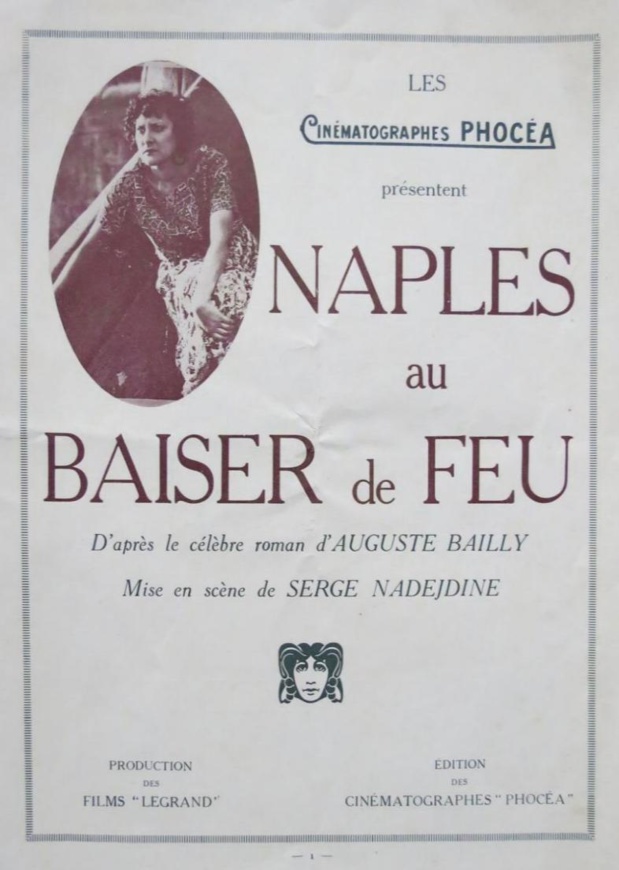 LES
CINÉMATOGRAPHES PHOCÉA
présentent
NAPLES
au
BAISER de FEU
D'après le célèbre roman d'AUGUSTE BAILLY
Mise en scène de SERGE NADEJDINE
PRODUCTION
DES
FILMS "LEGRAND"
ÉDITION
DES
CINÉMATOGRAPHES "PHOCÉA"
— 1 —